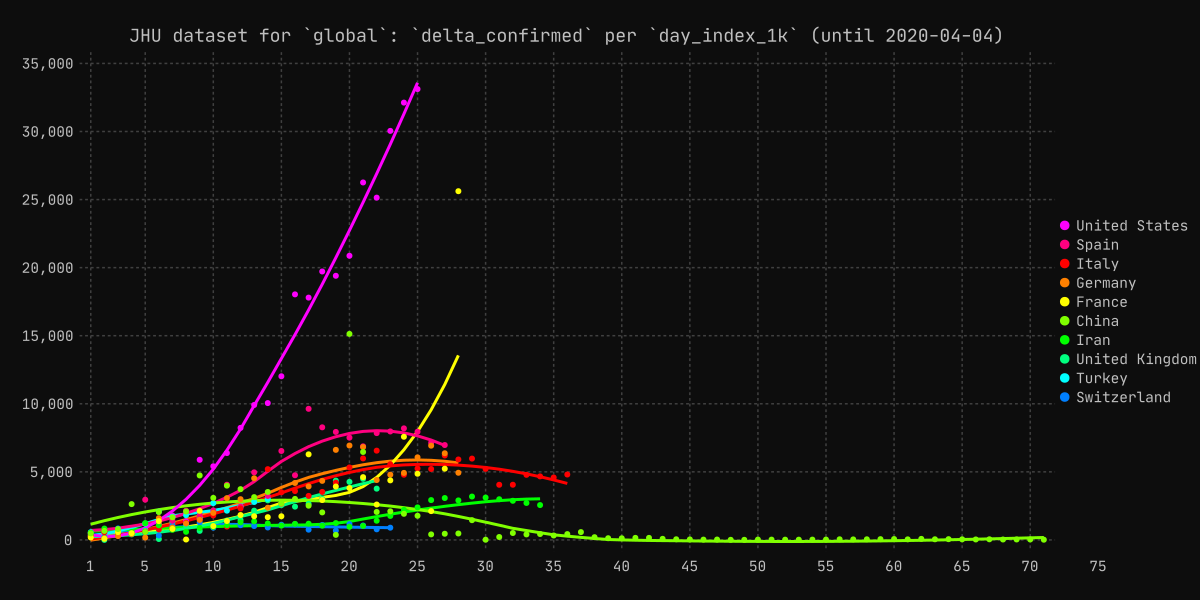 JHU dataset for `global`: `delta_confirmed` per `day_index_1k` (until 2020-04-04)
35,000
30,000
25,000
20,000
15,000
10,000
5,000
0
1 5 10 15 20 25 30 35 40 45 50 55 60 65 70 75
United States
Spain
Italy
Germany
France
China
Iran
United Kingdom
Turkey
Switzerland